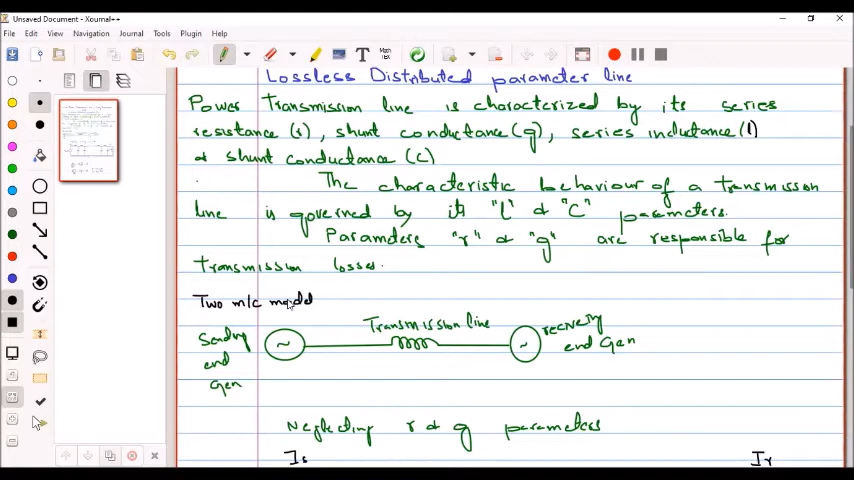 Unsaved Document - Xournal++
File Edit View Navigation Journal Tools Plugin Help
Lossless Distributed parameter line
Power Transmission line is characterized by its series
resistance (r), shunt conductance (g), series inductance (l)
& shunt conductance (C)
The characteristic behaviour of a transmission
line is governed by its "l" & "C" parameters.
Parameters "r" & "g" are responsible for
transmission losses.
Two m/c model
Sending end Gen
Transmission line
receiving end Gen
~
~
Neglecting r & g parameters
Is
Ir